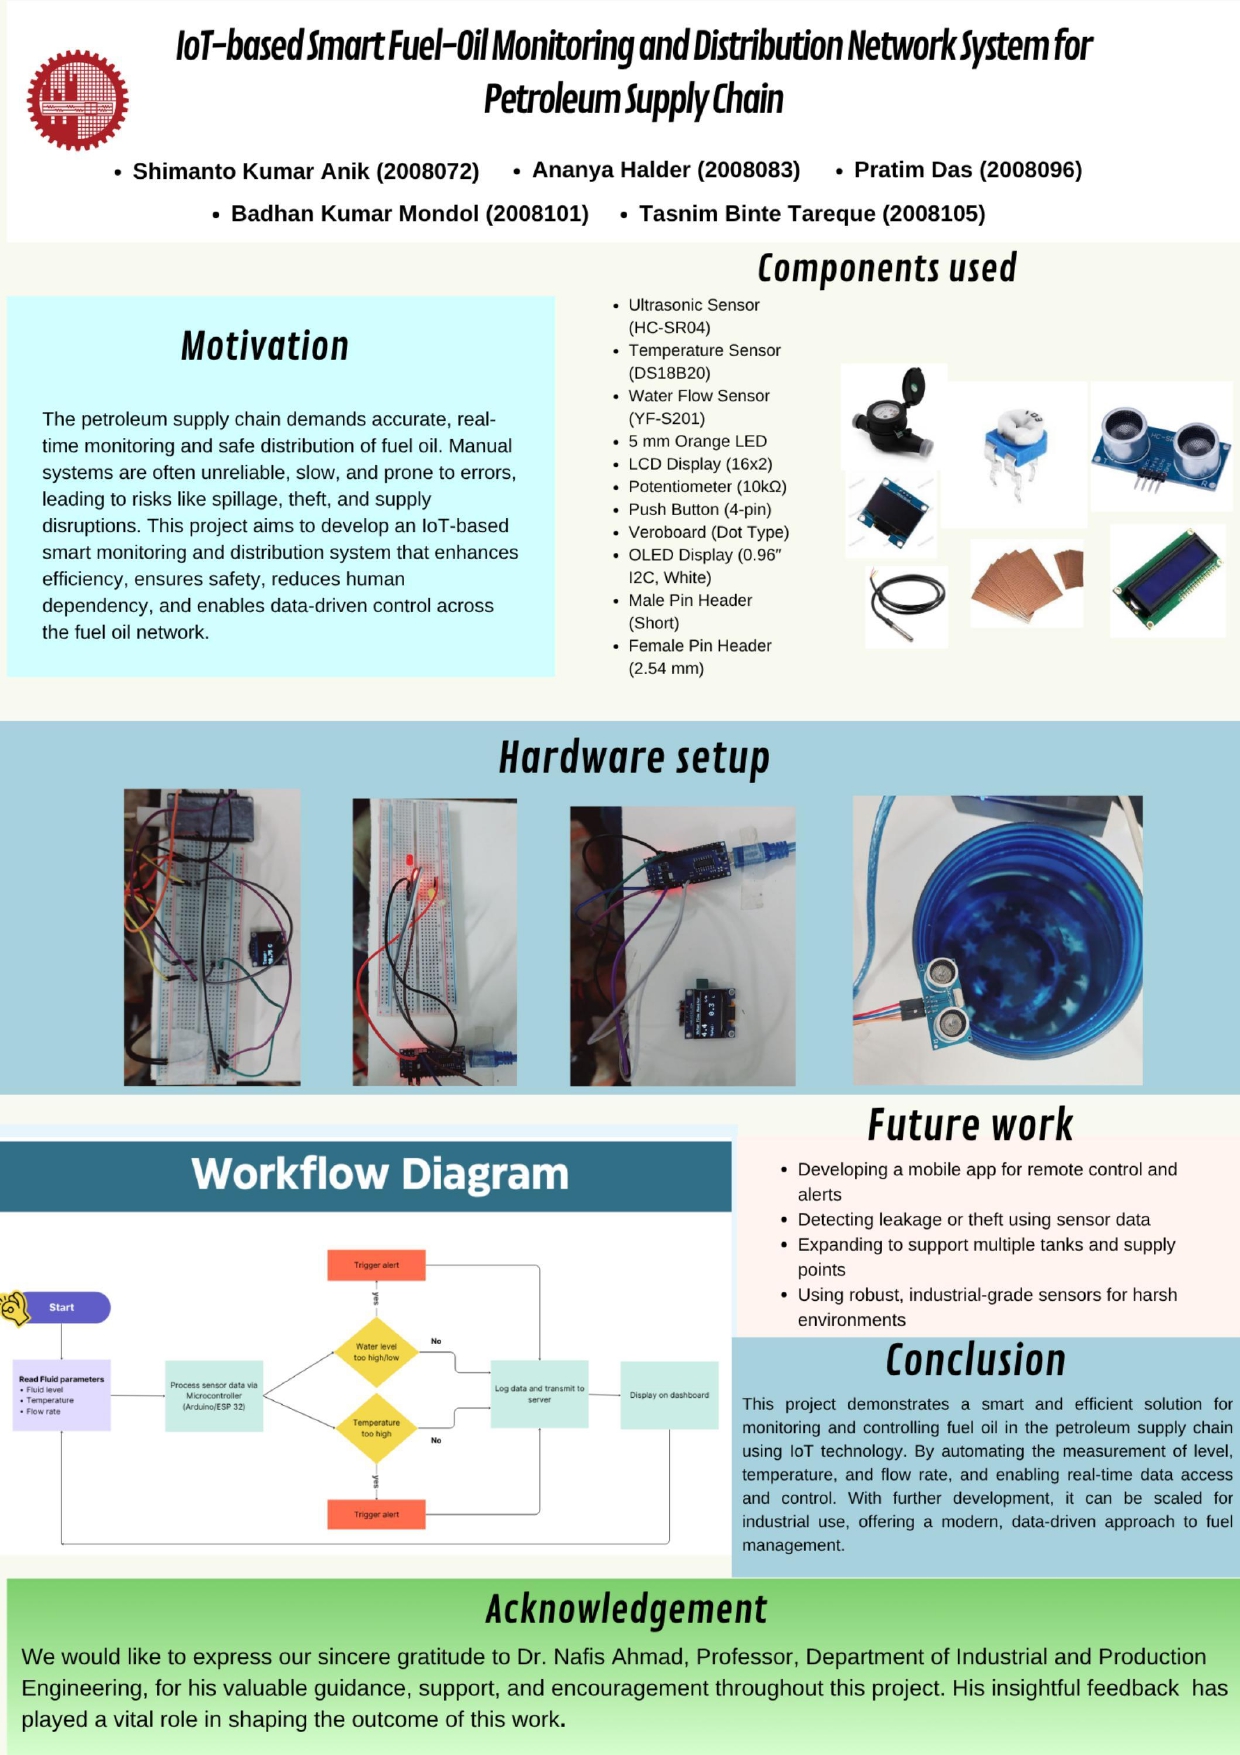 IoT-based Smart Fuel-Oil Monitoring and Distribution Network System for
Petroleum Supply Chain
• Shimanto Kumar Anik (2008072) • Ananya Halder (2008083) • Pratim Das (2008096)
• Badhan Kumar Mondol (2008101) • Tasnim Binte Tareque (2008105)
Motivation
The petroleum supply chain demands accurate, real-
time monitoring and safe distribution of fuel oil. Manual
systems are often unreliable, slow, and prone to errors,
leading to risks like spillage, theft, and supply
disruptions. This project aims to develop an IoT-based
smart monitoring and distribution system that enhances
efficiency, ensures safety, reduces human
dependency, and enables data-driven control across
the fuel oil network.
Components used
• Ultrasonic Sensor
(HC-SR04)
• Temperature Sensor
(DS18B20)
• Water Flow Sensor
(YF-S201)
• 5 mm Orange LED
• LCD Display (16x2)
• Potentiometer (10kΩ)
• Push Button (4-pin)
• Veroboard (Dot Type)
• OLED Display (0.96″
I2C, White)
• Male Pin Header
(Short)
• Female Pin Header
(2.54 mm)
Hardware setup
Workflow Diagram
Start
Read Fluid parameters
• Fluid level
• Temperature
• Flow rate
Process sensor data via
Microcontroller
(Arduino/ESP 32)
Trigger alert
yes
Water level
too high/low
No
Temperature
too high
No
yes
Trigger alert
Log data and transmit to
server
Display on dashboard
Future work
• Developing a mobile app for remote control and
alerts
• Detecting leakage or theft using sensor data
• Expanding to support multiple tanks and supply
points
• Using robust, industrial-grade sensors for harsh
environments
Conclusion
This project demonstrates a smart and efficient solution for
monitoring and controlling fuel oil in the petroleum supply chain
using IoT technology. By automating the measurement of level,
temperature, and flow rate, and enabling real-time data access
and control. With further development, it can be scaled for
industrial use, offering a modern, data-driven approach to fuel
management.
Acknowledgement
We would like to express our sincere gratitude to Dr. Nafis Ahmad, Professor, Department of Industrial and Production
Engineering, for his valuable guidance, support, and encouragement throughout this project. His insightful feedback has
played a vital role in shaping the outcome of this work.